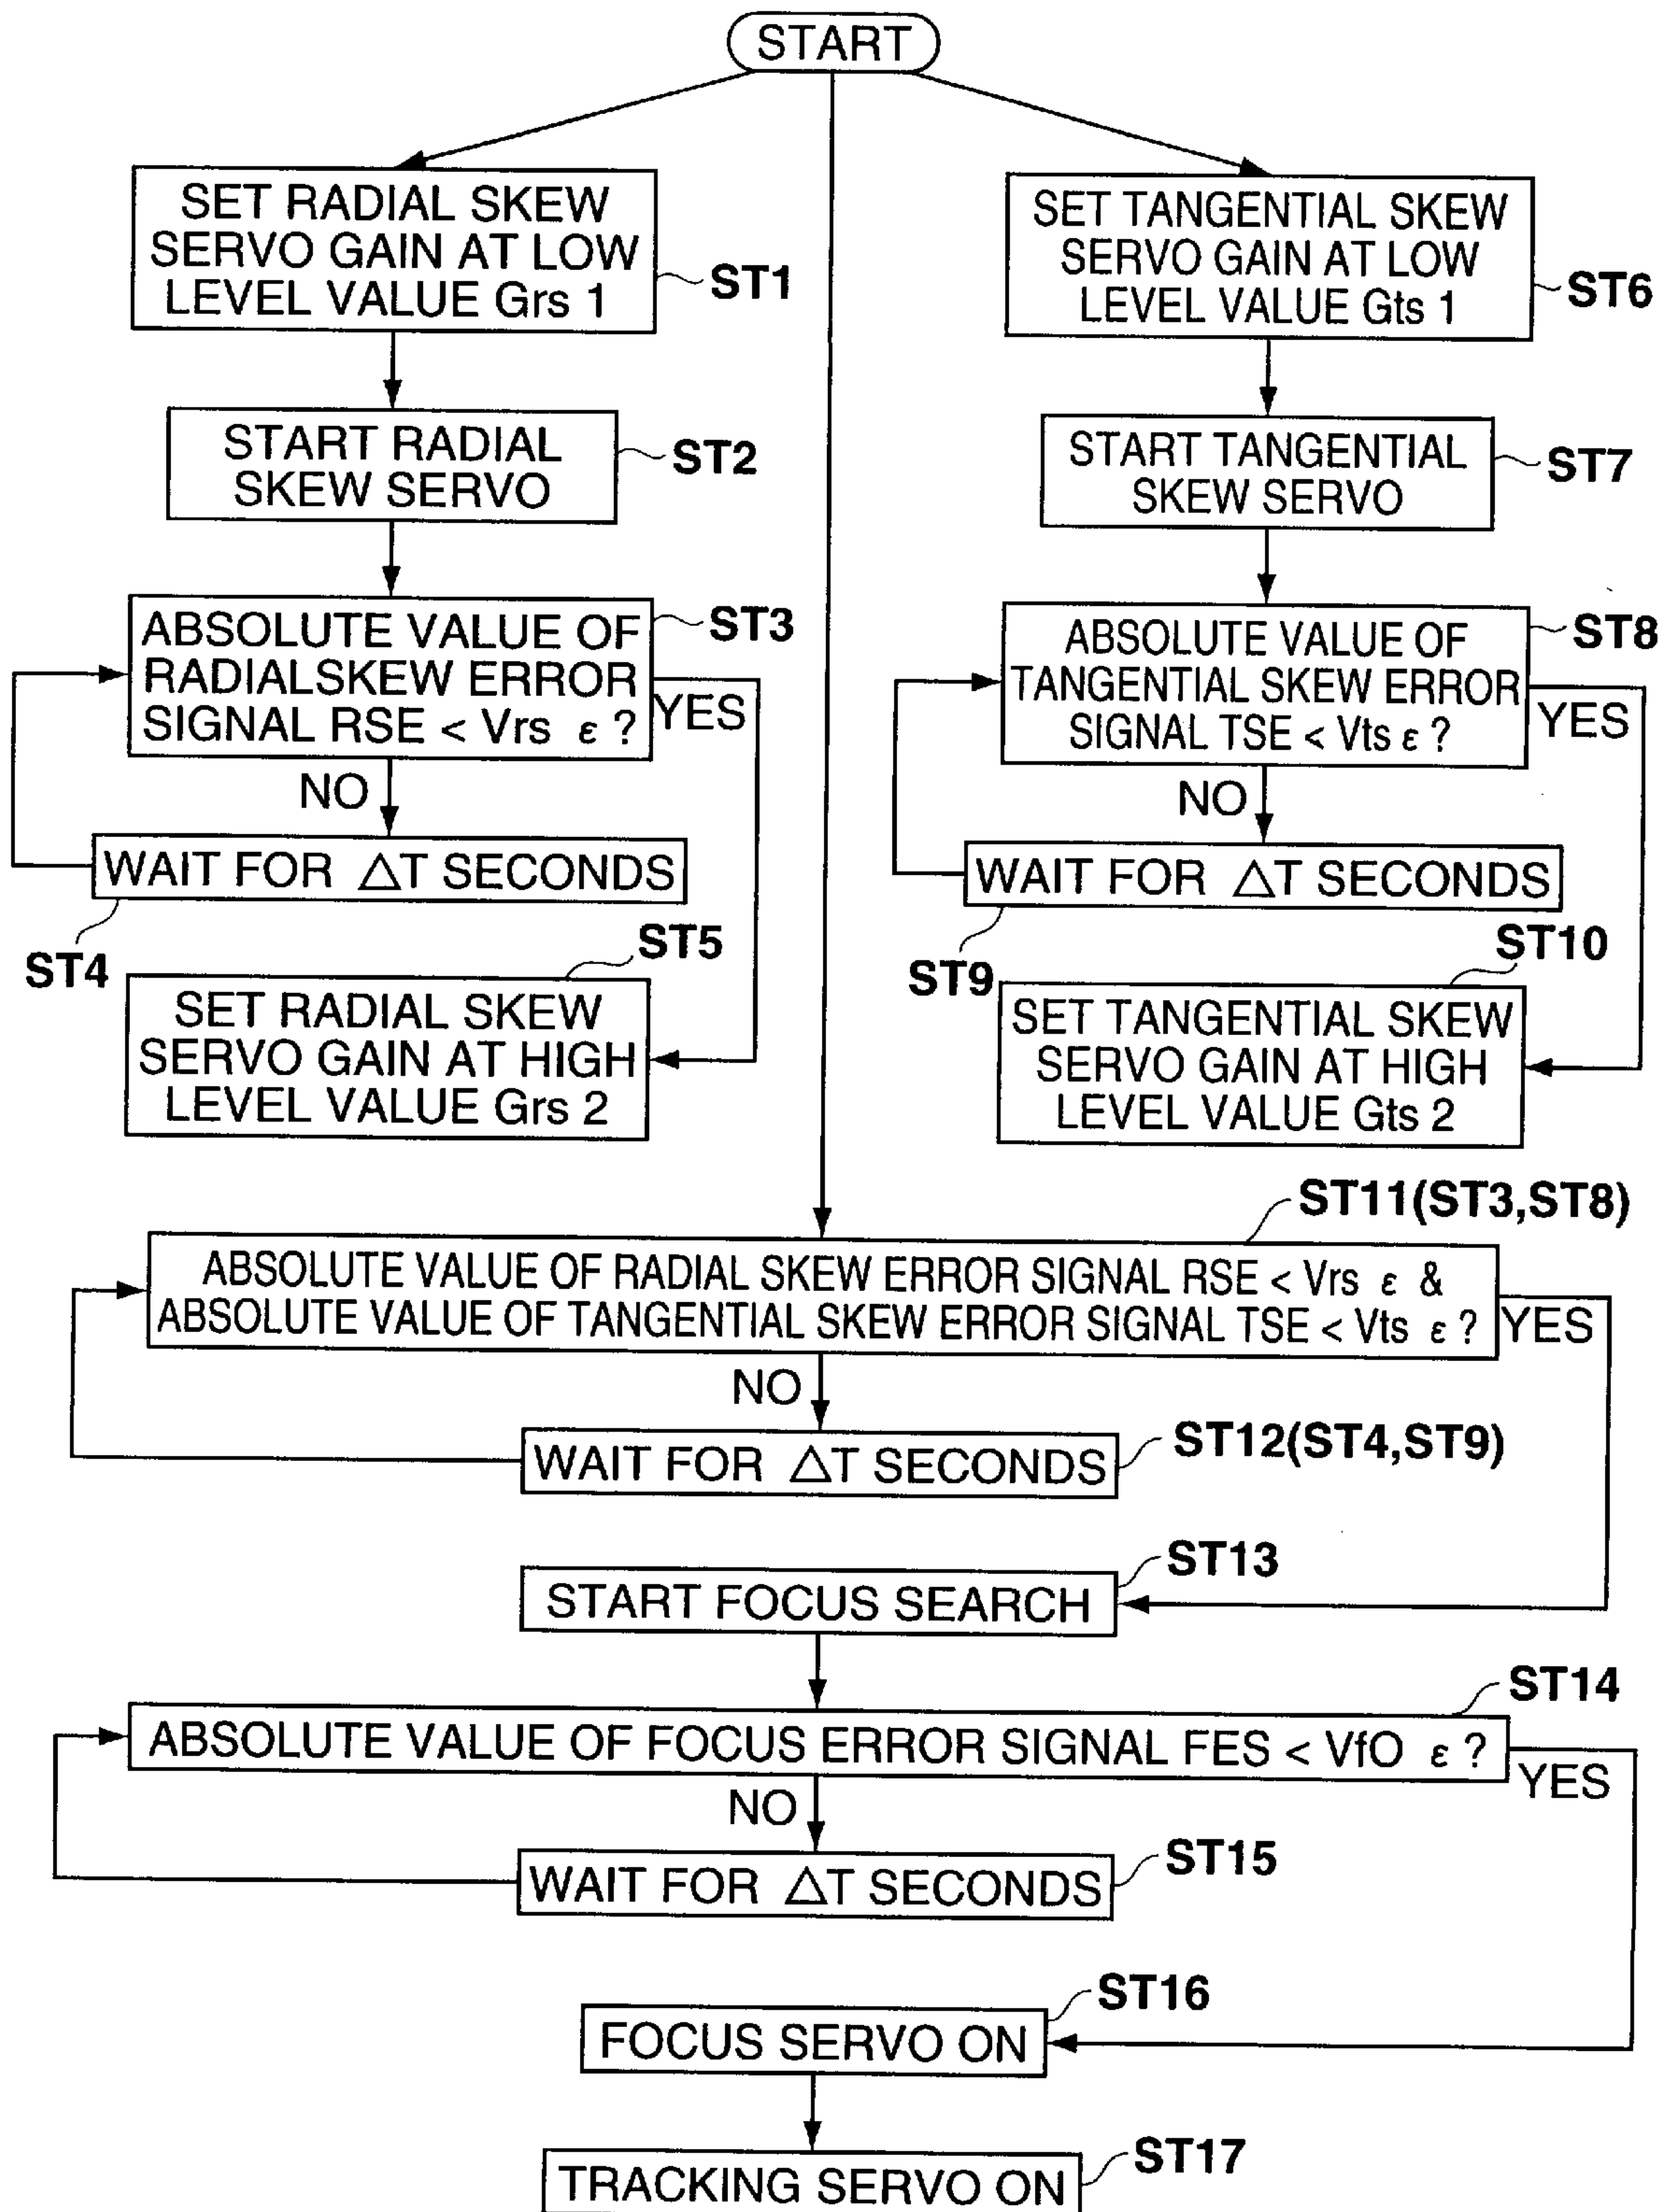 START
SET RADIAL SKEW
SERVO GAIN AT LOW
LEVEL VALUE Grs 1
ST1
START RADIAL
SKEW SERVO
ST2
ABSOLUTE VALUE OF
RADIALSKEW ERROR
SIGNAL RSE < Vrs ε ?
ST3
YES
NO
WAIT FOR △T SECONDS
ST4
ST5
SET RADIAL SKEW
SERVO GAIN AT HIGH
LEVEL VALUE Grs 2
SET TANGENTIAL SKEW
SERVO GAIN AT LOW
LEVEL VALUE Gts 1
ST6
START TANGENTIAL
SKEW SERVO
ST7
ABSOLUTE VALUE OF
TANGENTIAL SKEW ERROR
SIGNAL TSE < Vts ε ?
ST8
YES
NO
WAIT FOR △T SECONDS
ST9
ST10
SET TANGENTIAL SKEW
SERVO GAIN AT HIGH
LEVEL VALUE Gts 2
ST11(ST3,ST8)
ABSOLUTE VALUE OF RADIAL SKEW ERROR SIGNAL RSE < Vrs ε &
ABSOLUTE VALUE OF TANGENTIAL SKEW ERROR SIGNAL TSE < Vts ε ?
YES
NO
WAIT FOR △T SECONDS
ST12(ST4,ST9)
ST13
START FOCUS SEARCH
ST14
ABSOLUTE VALUE OF FOCUS ERROR SIGNAL FES < VfO ε ?
YES
NO
WAIT FOR △T SECONDS
ST15
ST16
FOCUS SERVO ON
ST17
TRACKING SERVO ON